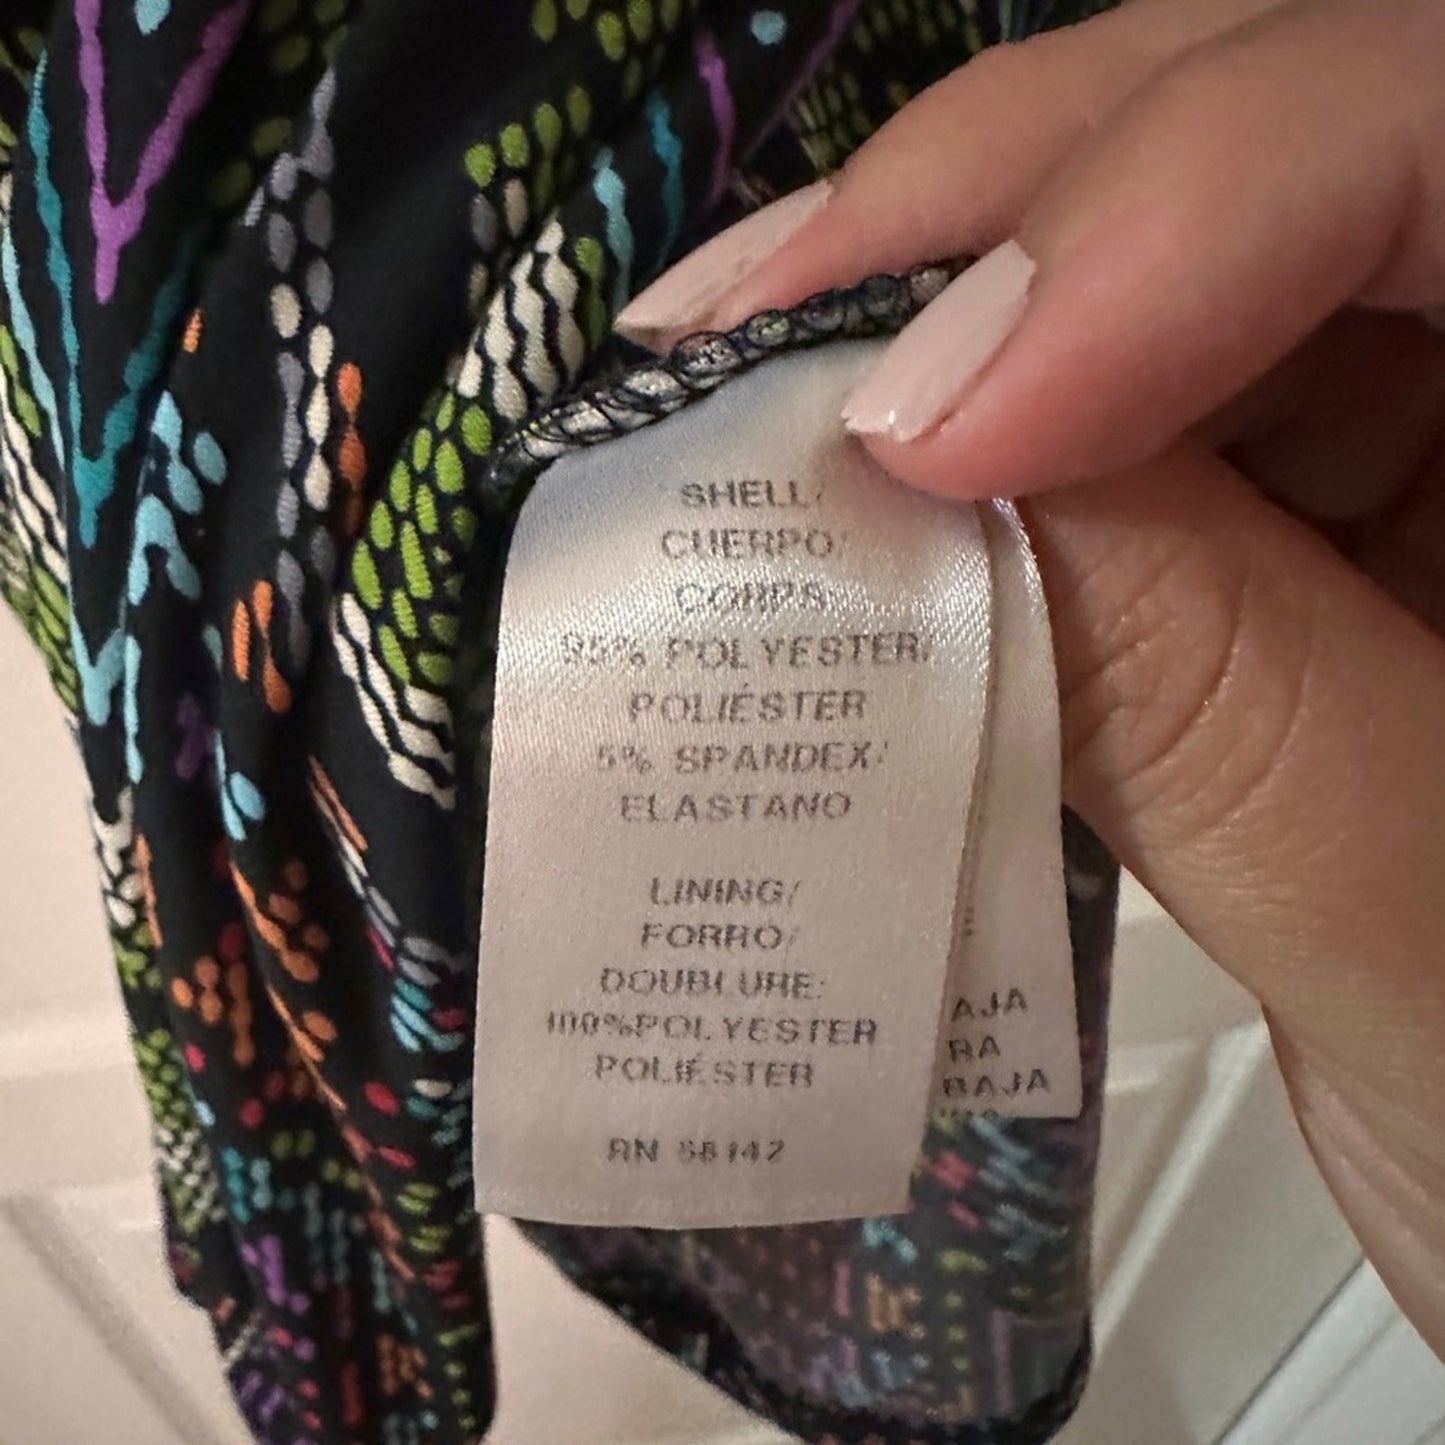 SHELL/
CUERPO/
CORPS:
95% POLYESTER/
POLIÉSTER
5% SPANDEX/
ELASTANO
LINING/
FORRO/
DOUBLURE:
100%POLYESTER
POLIÉSTER
RN 58142
AJA
RA
BAJA